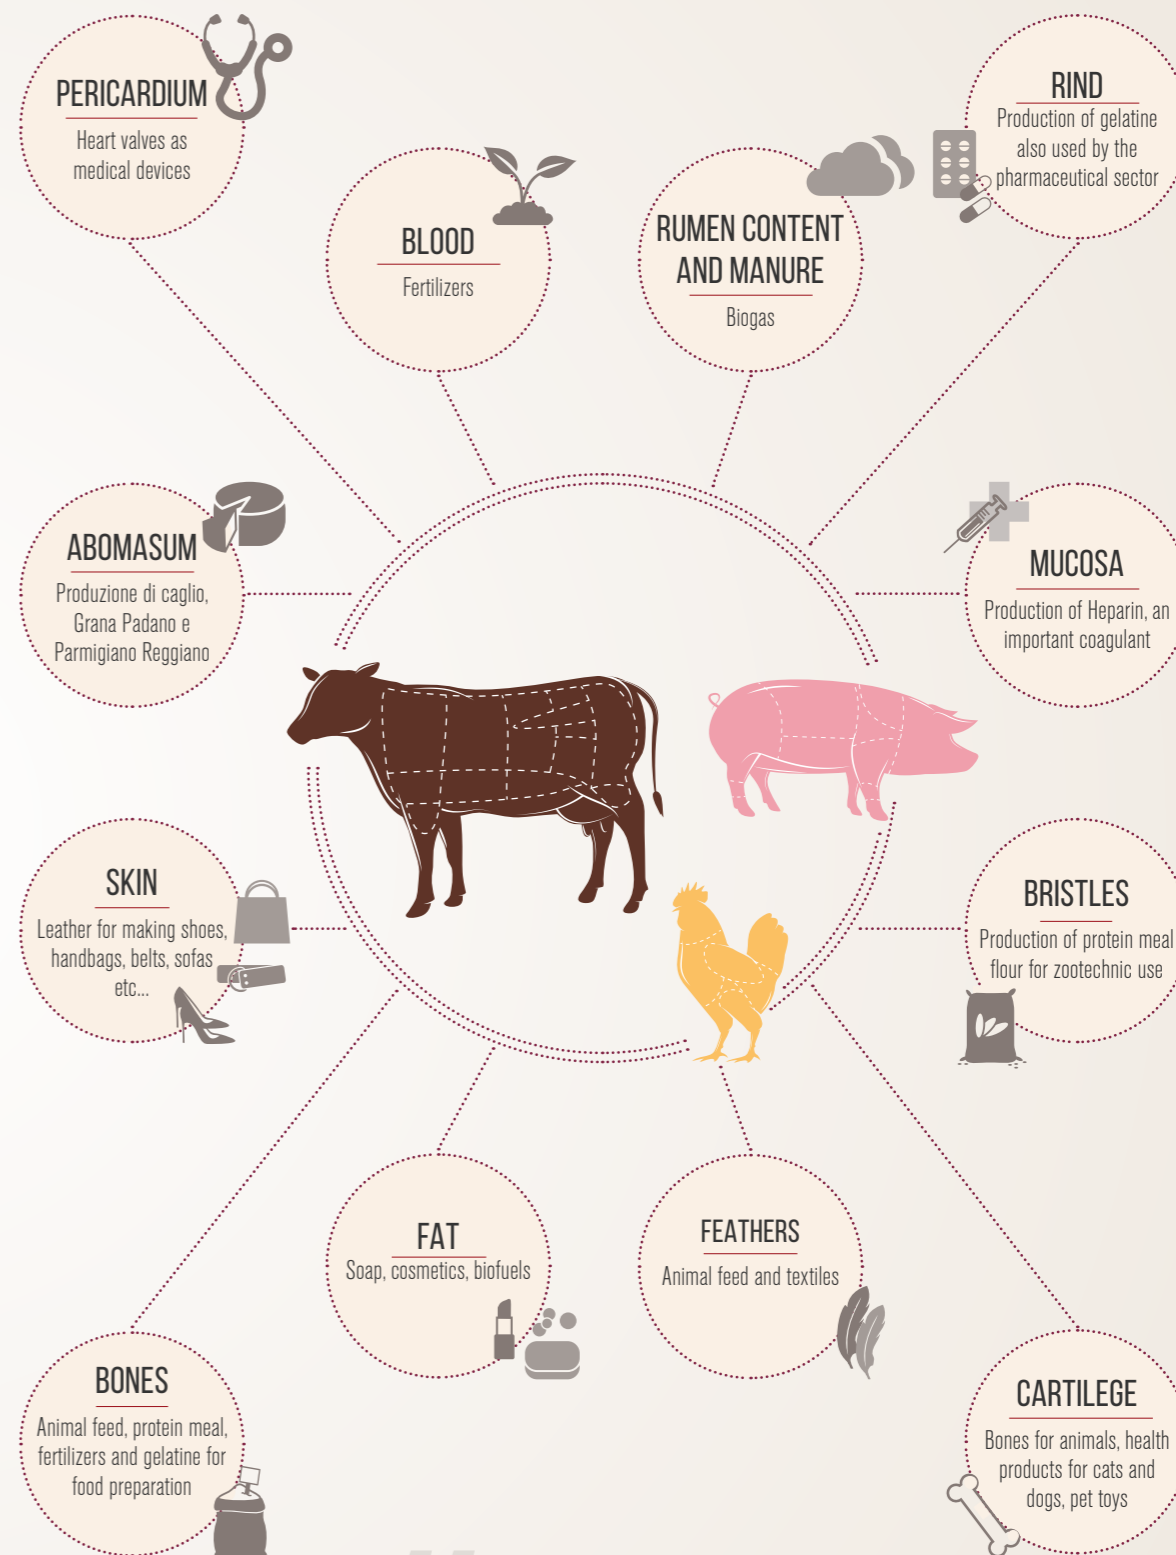 PERICARDIUM
Heart valves as
medical devices
BLOOD
Fertilizers
RUMEN CONTENT
AND MANURE
Biogas
RIND
Production of gelatine
also used by the
pharmaceutical sector
ABOMASUM
Produzione di caglio,
Grana Padano e
Parmigiano Reggiano
MUCOSA
Production of Heparin, an
important coagulant
SKIN
Leather for making shoes,
handbags, belts, sofas
etc...
BRISTLES
Production of protein meal
flour for zootechnic use
FAT
Soap, cosmetics, biofuels
FEATHERS
Animal feed and textiles
BONES
Animal feed, protein meal,
fertilizers and gelatine for
food preparation
CARTILEGE
Bones for animals, health
products for cats and
dogs, pet toys